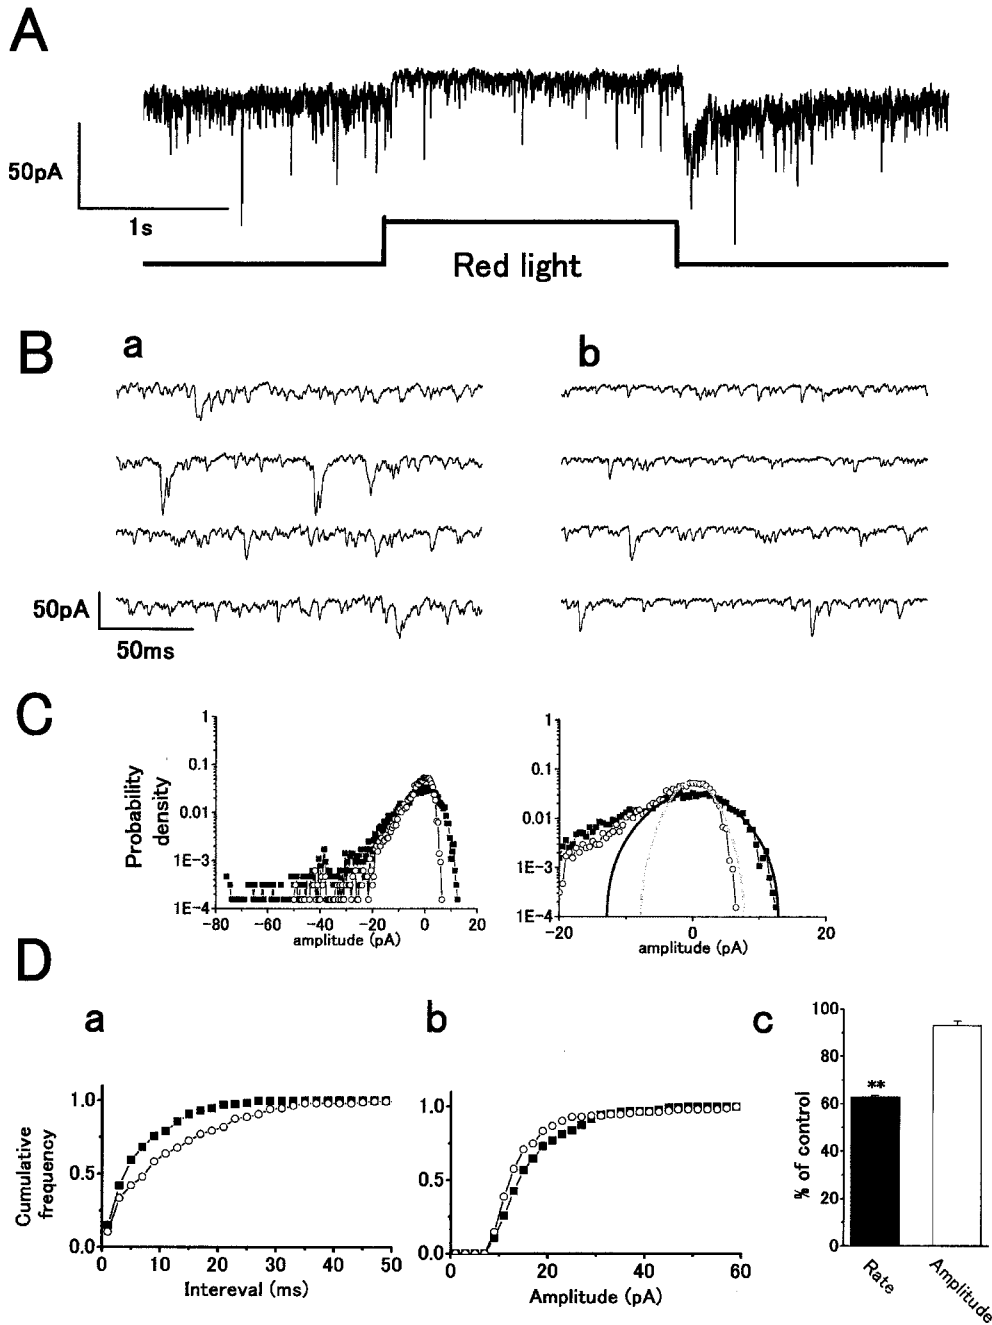 A
50pA
1s
Red light
B
a
b
50pA
50ms
C
Probability
density
1
0.1
0.01
1E-3
1E-4
-80 -60 -40 -20 0 20
amplitude (pA)
1
0.1
0.01
1E-3
1E-4
-20 0 20
amplitude (pA)
D
a
Cumulative
frequency
1.0
0.5
0.0
0 10 20 30 40 50
Intereval (ms)
b
1.0
0.5
0.0
0 20 40 60
Amplitude (pA)
c
% of control
100
80
60
40
20
0
**
Rate
Amplitude